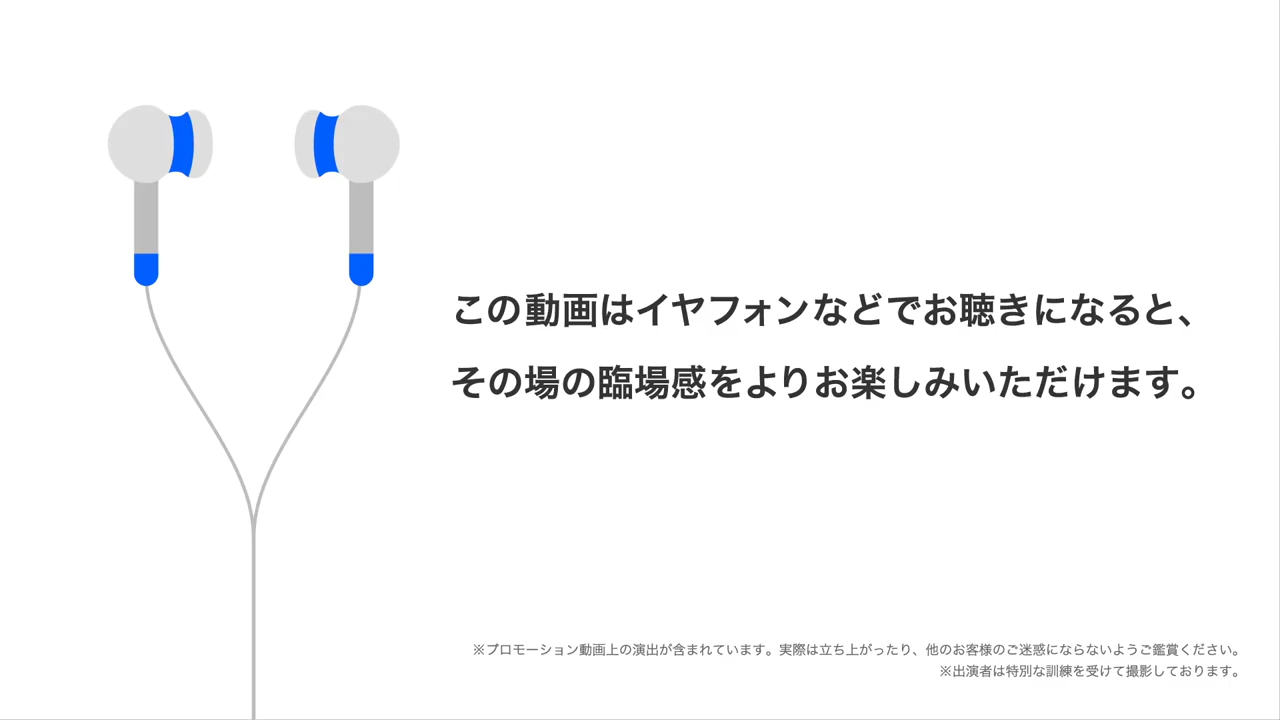 この動画はイヤフォンなどでお聴きになると、
その場の臨場感をよりお楽しみいただけます。
※プロモーション動画上の演出が含まれています。実際は立ち上がったり、他のお客様のご迷惑にならないようご鑑賞ください。
※出演者は特別な訓練を受けて撮影しております。